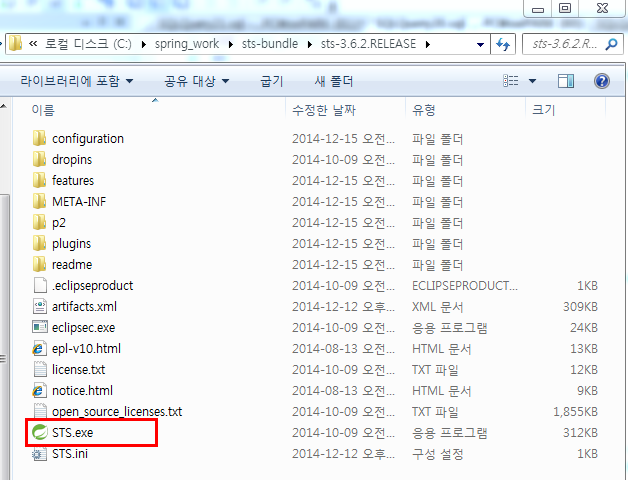 « 로컬 디스크 (C:) ▸ spring_work ▸ sts-bundle ▸ sts-3.6.2.RELEASE ▸ sts-3.6.2.R...
라이브러리에 포함 ▾ 공유 대상 ▾ 굽기 새 폴더
이름 수정한 날짜 유형 크기
configuration 2014-12-15 오전... 파일 폴더
dropins 2014-10-09 오전... 파일 폴더
features 2014-12-15 오전... 파일 폴더
META-INF 2014-12-15 오전... 파일 폴더
p2 2014-12-15 오전... 파일 폴더
plugins 2014-12-15 오전... 파일 폴더
readme 2014-12-15 오전... 파일 폴더
.eclipseproduct 2014-10-09 오전... ECLIPSEPRODUCT... 1KB
artifacts.xml 2014-12-12 오후... XML 문서 309KB
eclipsec.exe 2014-10-09 오전... 응용 프로그램 24KB
epl-v10.html 2014-08-13 오전... HTML 문서 13KB
license.txt 2014-10-09 오전... TXT 파일 12KB
notice.html 2014-08-13 오전... HTML 문서 9KB
open_source_licenses.txt 2014-10-09 오전... TXT 파일 1,855KB
STS.exe 2014-10-09 오전... 응용 프로그램 312KB
STS.ini 2014-12-12 오후... 구성 설정 1KB